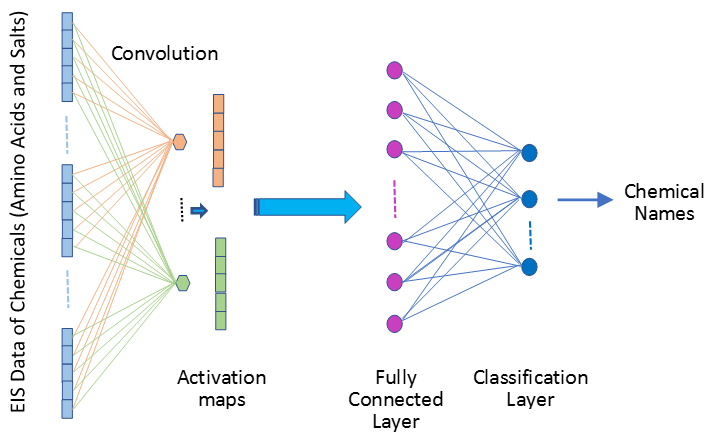 EIS Data of Chemicals (Amino Acids and Salts)
Convolution
Chemical
Names
Activation
maps
Fully
Connected
Layer
Classification
Layer